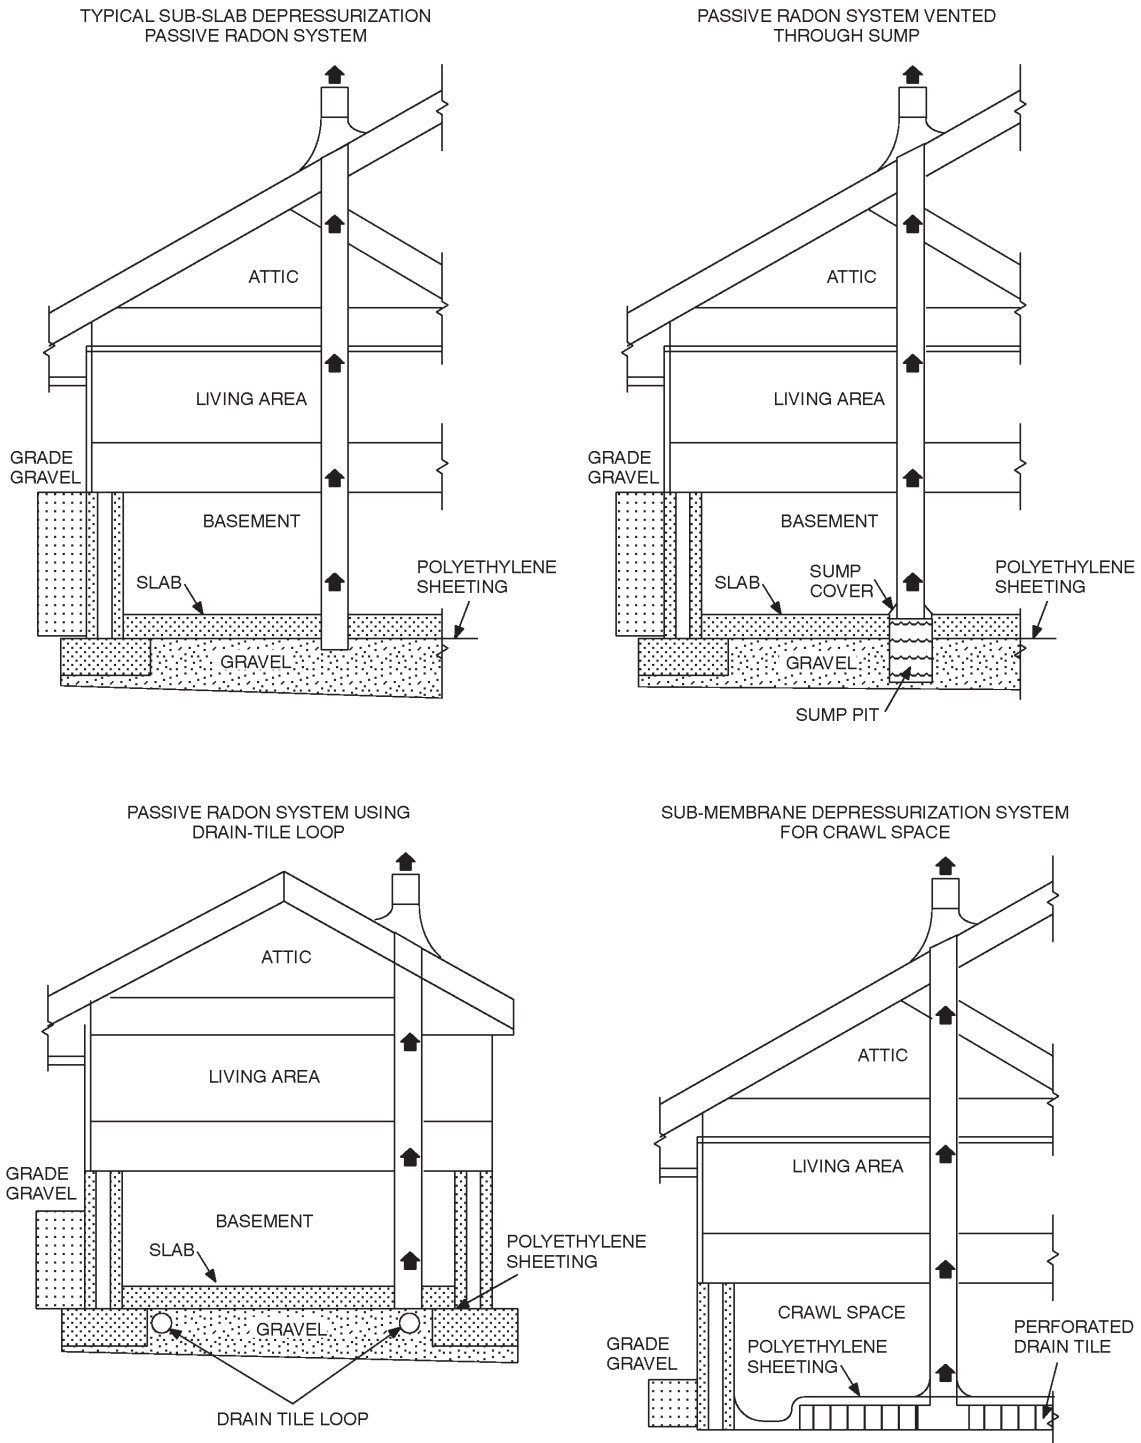 TYPICAL SUB-SLAB DEPRESSURIZATION
PASSIVE RADON SYSTEM
ATTIC
LIVING AREA
GRADE
GRAVEL
BASEMENT
SLAB
POLYETHYLENE
SHEETING
GRAVEL
PASSIVE RADON SYSTEM VENTED
THROUGH SUMP
ATTIC
LIVING AREA
GRADE
GRAVEL
BASEMENT
SLAB
SUMP
COVER
POLYETHYLENE
SHEETING
GRAVEL
SUMP PIT
PASSIVE RADON SYSTEM USING
DRAIN-TILE LOOP
ATTIC
LIVING AREA
GRADE
GRAVEL
BASEMENT
SLAB
POLYETHYLENE
SHEETING
GRAVEL
DRAIN TILE LOOP
SUB-MEMBRANE DEPRESSURIZATION SYSTEM
FOR CRAWL SPACE
ATTIC
LIVING AREA
CRAWL SPACE
GRADE
GRAVEL
POLYETHYLENE
SHEETING
PERFORATED
DRAIN TILE